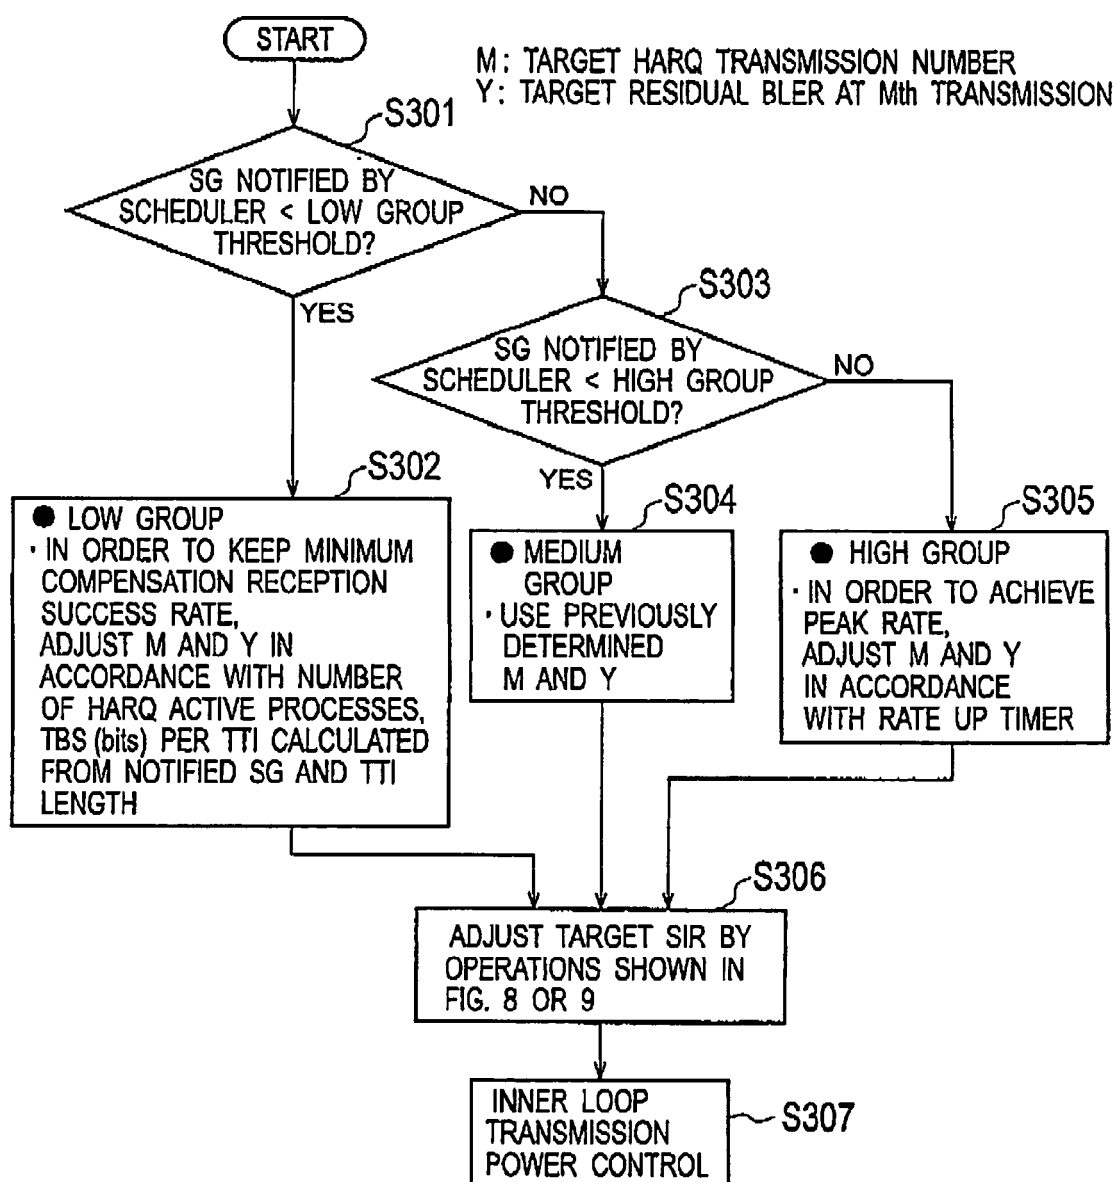 START
M: TARGET HARQ TRANSMISSION NUMBER
Y: TARGET RESIDUAL BLER AT Mth TRANSMISSION
S301
SG NOTIFIED BY
SCHEDULER < LOW GROUP
THRESHOLD?
NO
YES
S303
SG NOTIFIED BY
SCHEDULER < HIGH GROUP
THRESHOLD?
NO
YES
S302
● LOW GROUP
· IN ORDER TO KEEP MINIMUM
COMPENSATION RECEPTION
SUCCESS RATE,
ADJUST M AND Y IN
ACCORDANCE WITH NUMBER
OF HARQ ACTIVE PROCESSES,
TBS (bits) PER TTI CALCULATED
FROM NOTIFIED SG AND TTI
LENGTH
S304
● MEDIUM
GROUP
· USE PREVIOUSLY
DETERMINED
M AND Y
S305
● HIGH GROUP
· IN ORDER TO ACHIEVE
PEAK RATE,
ADJUST M AND Y
IN ACCORDANCE
WITH RATE UP TIMER
S306
ADJUST TARGET SIR BY
OPERATIONS SHOWN IN
FIG. 8 OR 9
INNER LOOP
TRANSMISSION
POWER CONTROL
S307